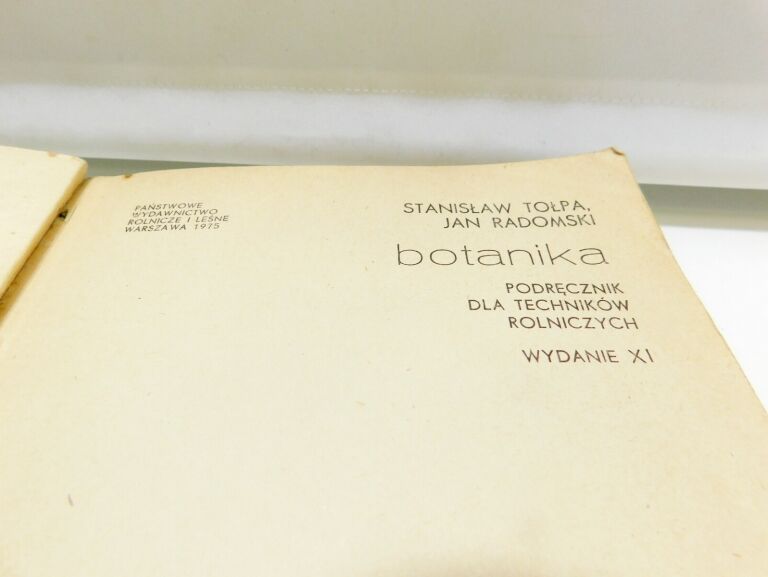 PAŃSTWOWE
WYDAWNICTWO
ROLNICZE I LEŚNE
WARSZAWA 1975
STANISŁAW TOŁPA,
JAN RADOMSKI
botanika
PODRĘCZNIK
DLA TECHNIKÓW
ROLNICZYCH
WYDANIE XI